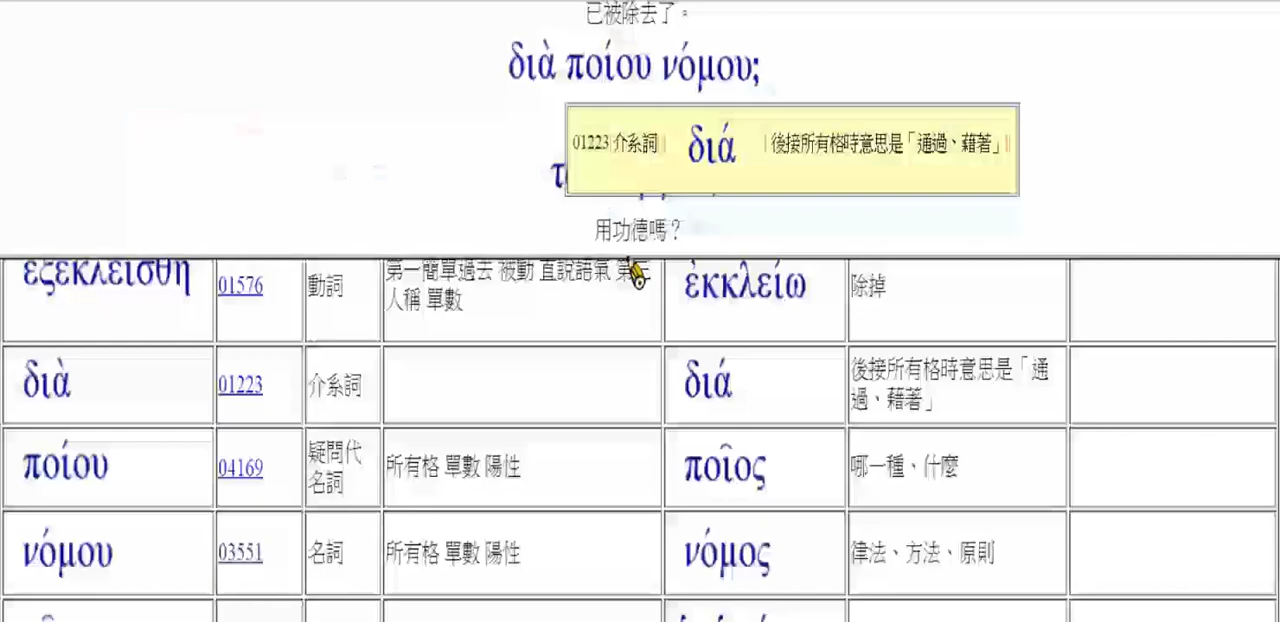 已被除去了。
διὰ ποίου νόμου;
01223 介系詞 διά 後接所有格時意思是「通過、藉著」
用功德嗎？
ἐξεκλείσθη 01576 動詞 第一簡單過去 被動 直說語氣 第三 ἐκκλείω 除掉
人稱 單數
διὰ 01223 介系詞 διά 後接所有格時意思是「通
過、藉著」
ποίου 04169 疑問代 所有格 單數 陽性 ποῖος 哪一種、什麼
名詞
νόμου 03551 名詞 所有格 單數 陽性 νόμος 律法、方法、原則